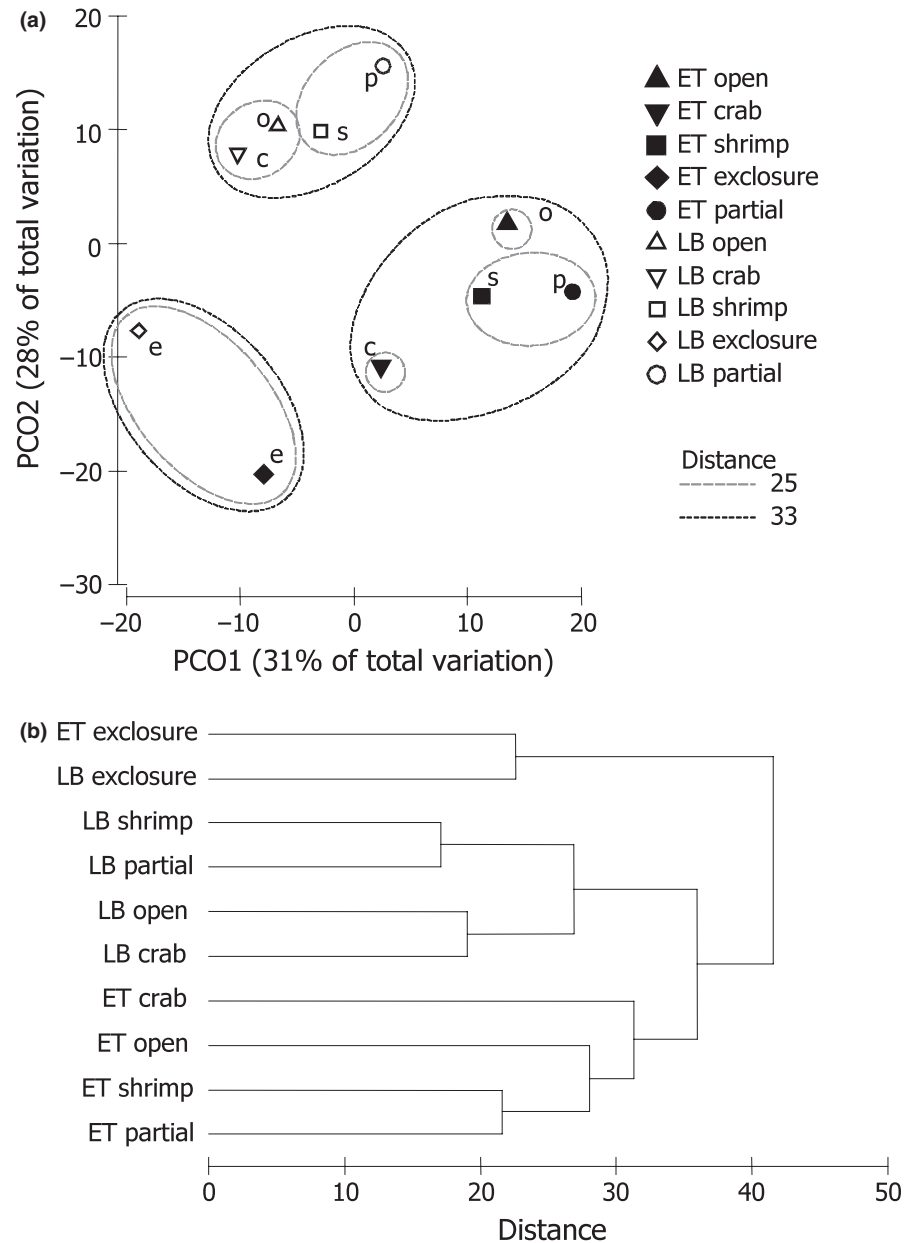 (a)
20
10
0
−10
−20
−30
PCO2 (28% of total variation)
−20 −10 0 10 20
PCO1 (31% of total variation)
p
o
s
c
o
s
p
c
e
e
ET open
ET crab
ET shrimp
ET exclosure
ET partial
LB open
LB crab
LB shrimp
LB exclosure
LB partial
Distance
25
33
(b)
ET exclosure
LB exclosure
LB shrimp
LB partial
LB open
LB crab
ET crab
ET open
ET shrimp
ET partial
0 10 20 30 40 50
Distance